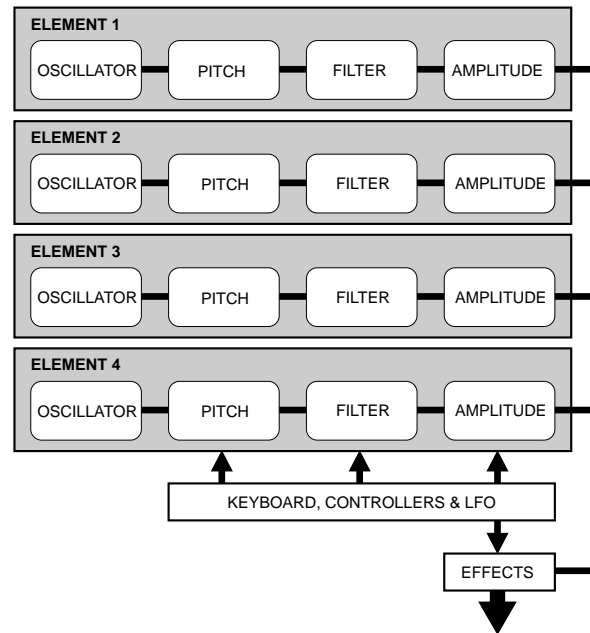 ELEMENT 1
OSCILLATOR PITCH FILTER AMPLITUDE
ELEMENT 2
OSCILLATOR PITCH FILTER AMPLITUDE
ELEMENT 3
OSCILLATOR PITCH FILTER AMPLITUDE
ELEMENT 4
OSCILLATOR PITCH FILTER AMPLITUDE
KEYBOARD, CONTROLLERS & LFO
EFFECTS